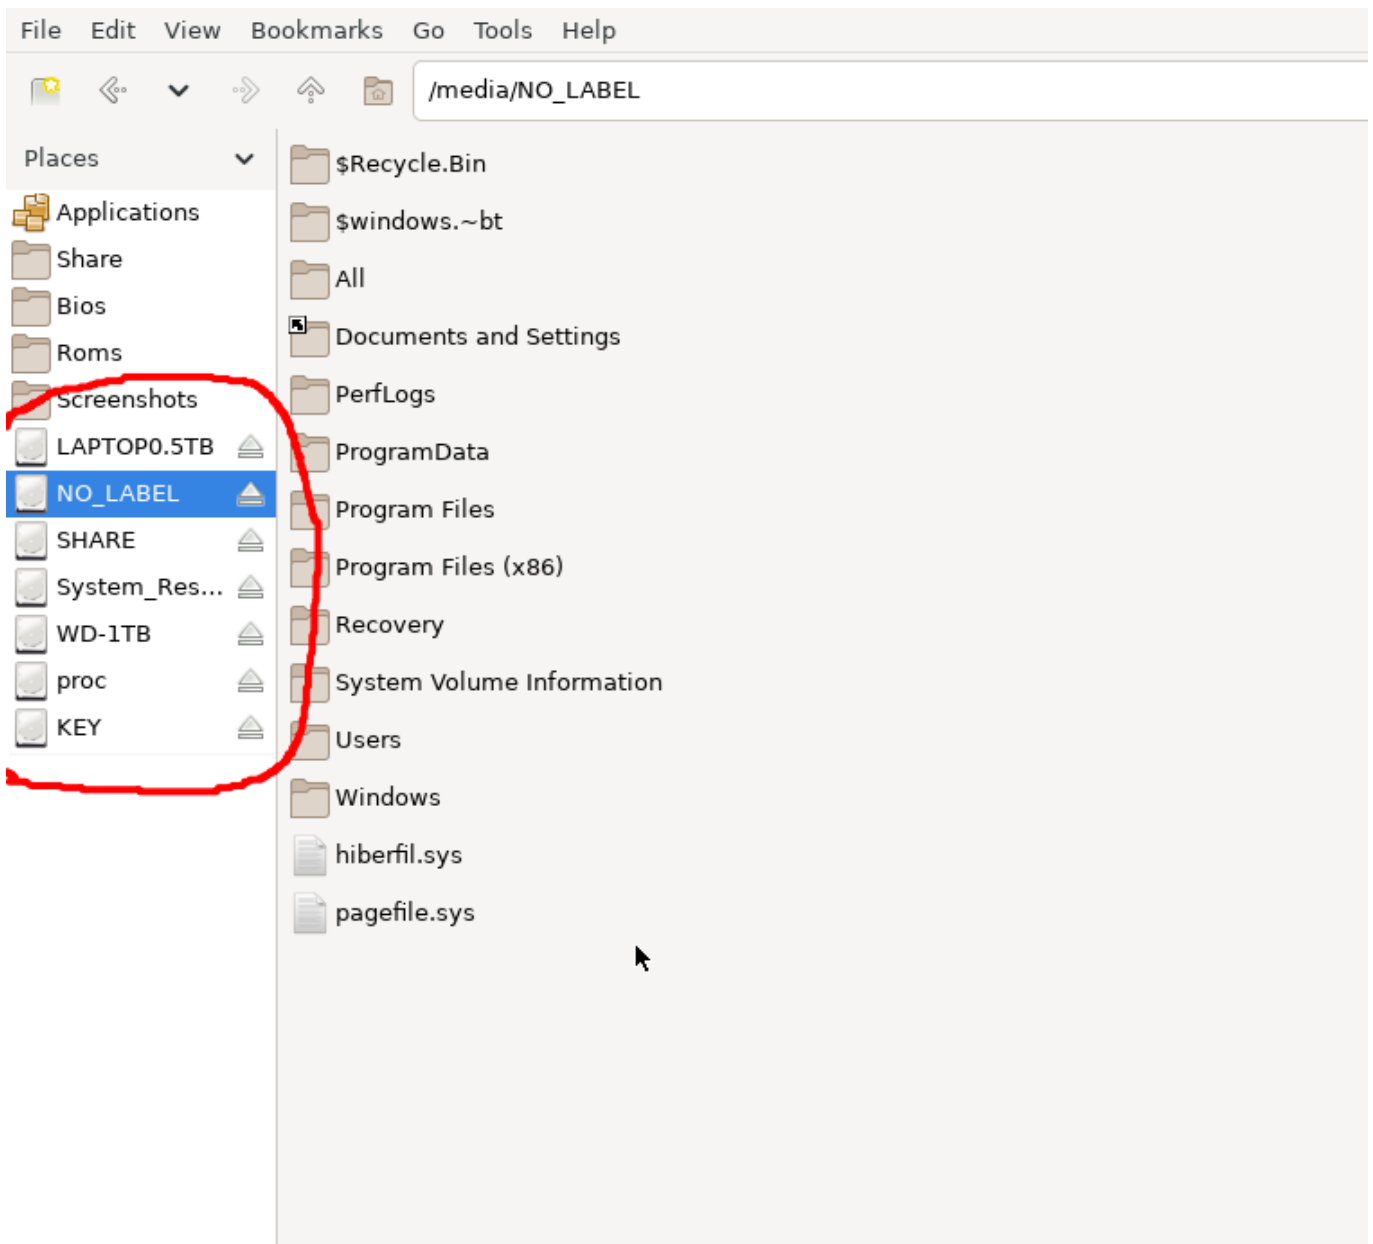 File Edit View Bookmarks Go Tools Help
/media/NO_LABEL
Places
Applications
Share
Bios
Roms
Screenshots
LAPTOP0.5TB
NO_LABEL
SHARE
System_Res...
WD-1TB
proc
KEY
$Recycle.Bin
$windows.~bt
All
Documents and Settings
PerfLogs
ProgramData
Program Files
Program Files (x86)
Recovery
System Volume Information
Users
Windows
hiberfil.sys
pagefile.sys